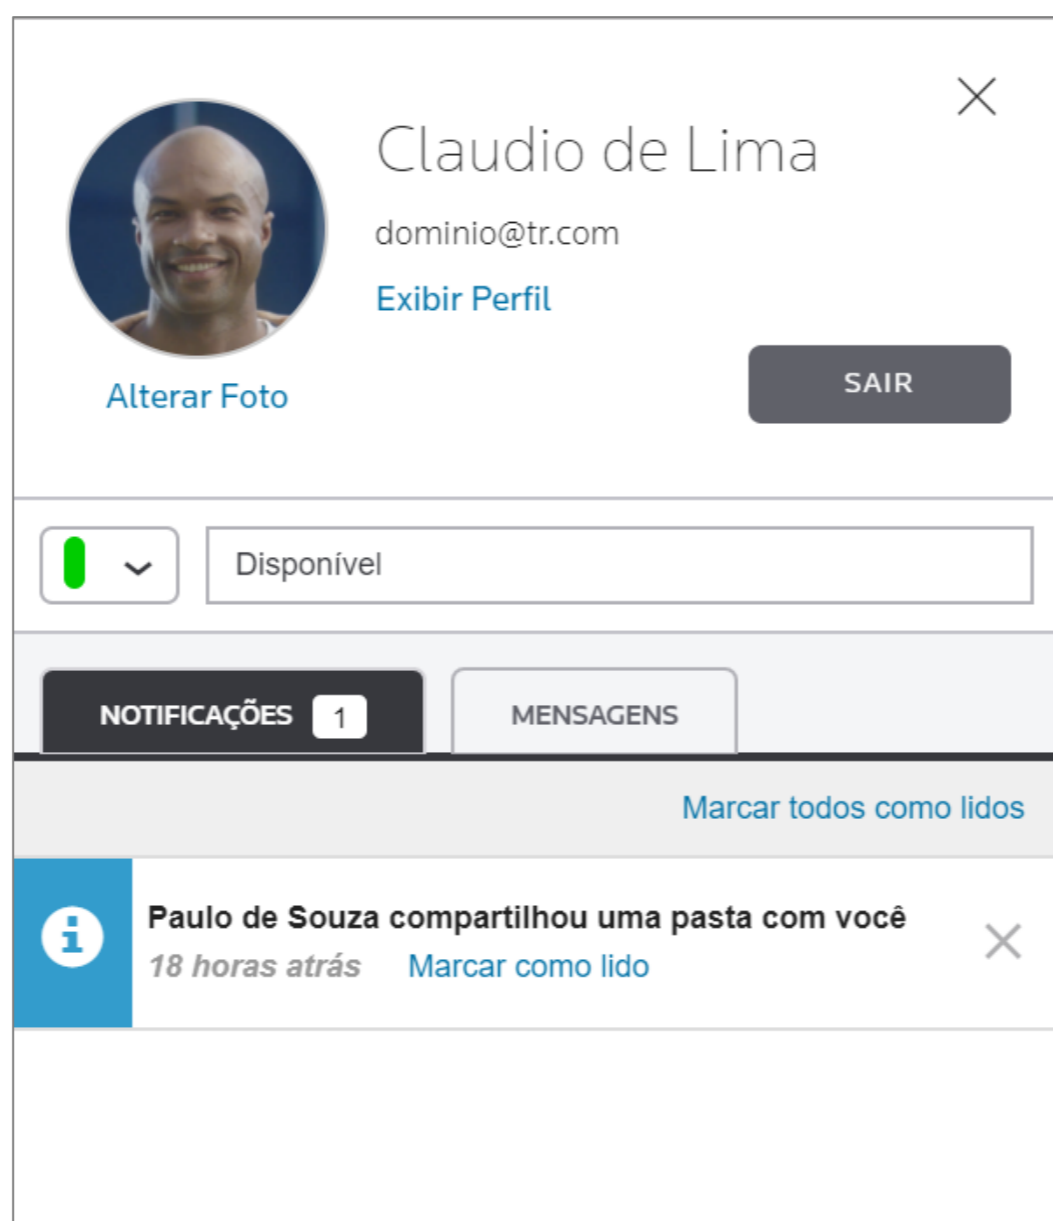 Claudio de Lima
dominio@tr.com
Exibir Perfil
Alterar Foto
SAIR
Disponível
NOTIFICAÇÕES 1
MENSAGENS
Marcar todos como lidos
Paulo de Souza compartilhou uma pasta com você
18 horas atrás Marcar como lido